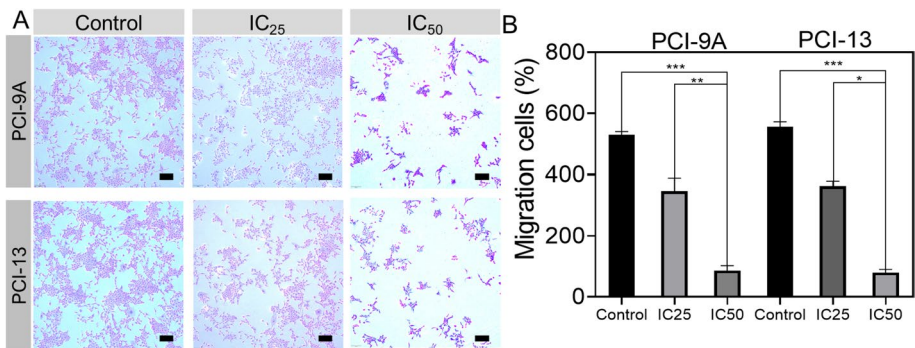 A
Control
IC25
IC50
PCI-9A
PCI-13
B
PCI-9A
PCI-13
Migration cells (%)
800
600
400
200
0
***
**
***
*
Control
IC25
IC50
Control
IC25
IC50